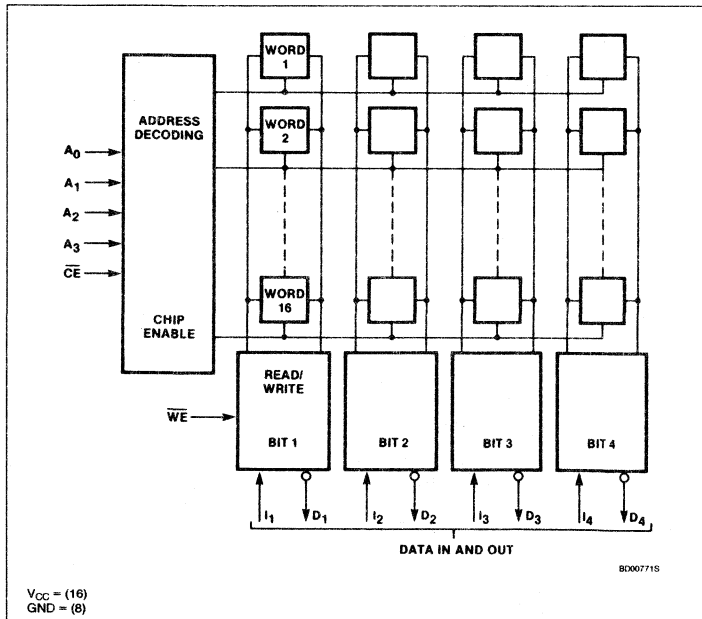 WORD
1
ADDRESS
DECODING
WORD
2
A0
A1
A2
A3
CE
WORD
16
CHIP
ENABLE
READ/
WRITE
WE
BIT 1
BIT 2
BIT 3
BIT 4
I1 D1 I2 D2 I3 D3 I4 D4
DATA IN AND OUT
BD00771S
VCC = (16)
GND = (8)